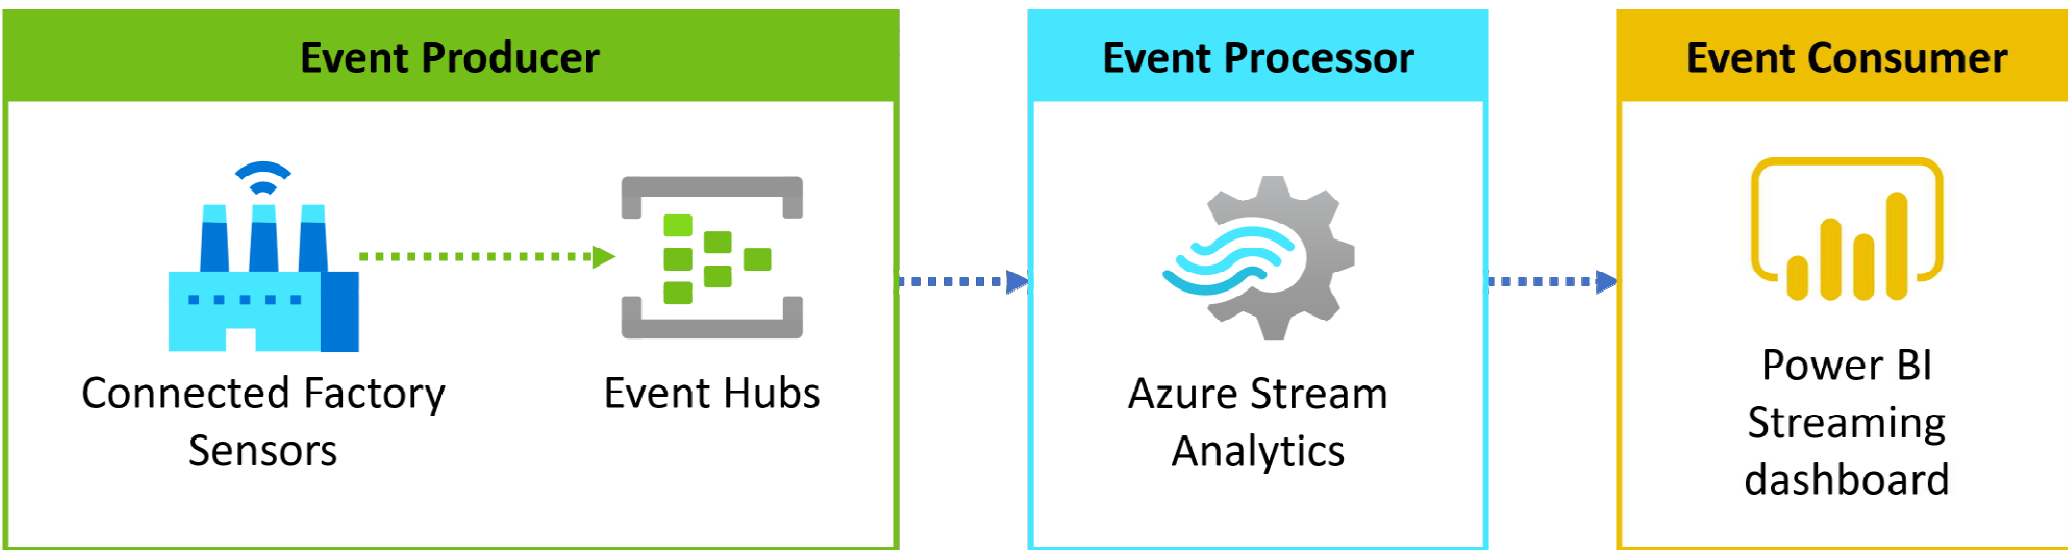 Event Producer
Connected Factory
Sensors
Event Hubs
Event Processor
Azure Stream
Analytics
Event Consumer
Power BI
Streaming
dashboard